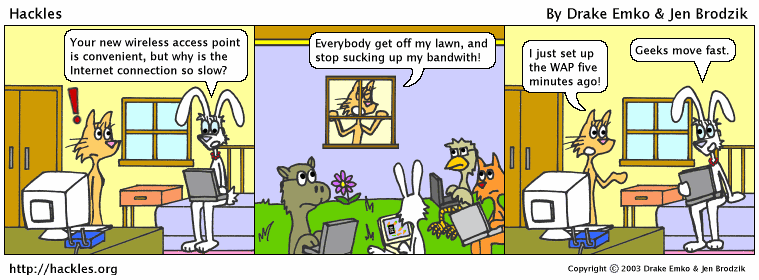 Hackles
By Drake Emko & Jen Brodzik
Your new wireless access point
is convenient, but why is the
Internet connection so slow?
!
Everybody get off my lawn, and
stop sucking up my bandwith!
I just set up
the WAP five
minutes ago!
Geeks move fast.
http://hackles.org
Copyright © 2003 Drake Emko & Jen Brodzik